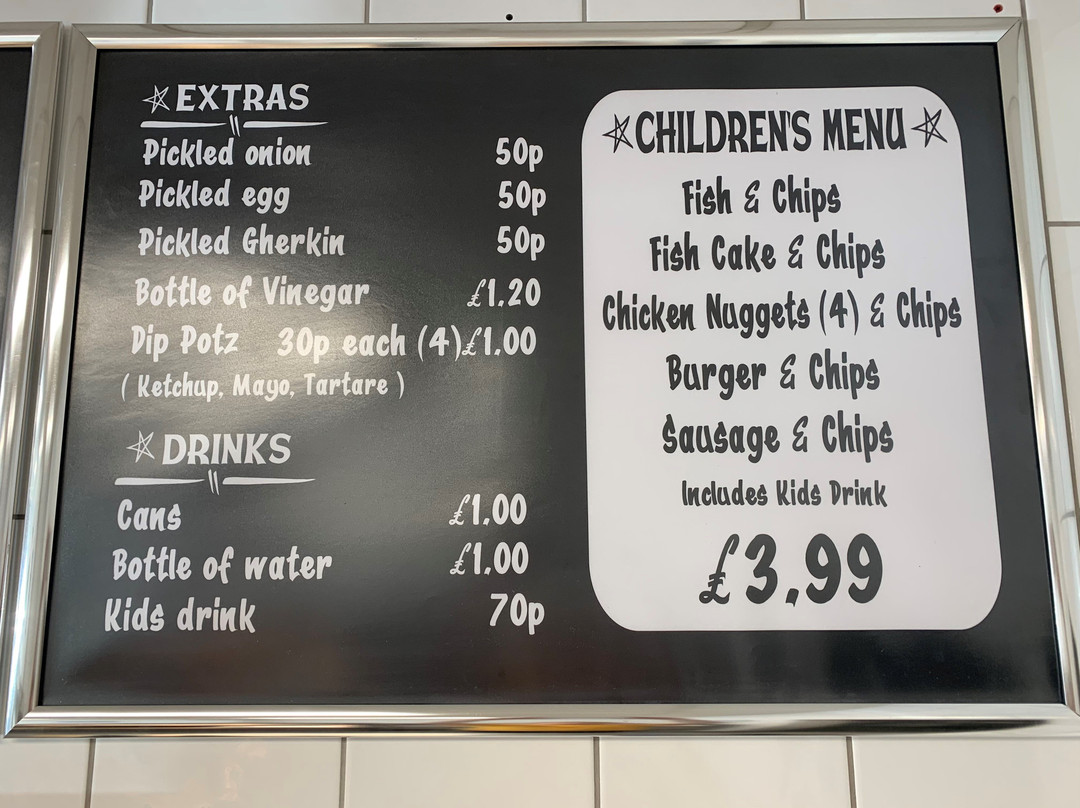 EXTRAS
Pickled onion 50p
Pickled egg 50p
Pickled Gherkin 50p
Bottle of Vinegar £1.20
Dip Potz 30p each (4) £1.00
( Ketchup, Mayo, Tartare )
DRINKS
Cans £1.00
Bottle of water £1.00
Kids drink 70p
CHILDREN'S MENU
Fish & Chips
Fish Cake & Chips
Chicken Nuggets (4) & Chips
Burger & Chips
Sausage & Chips
Includes Kids Drink
£3.99